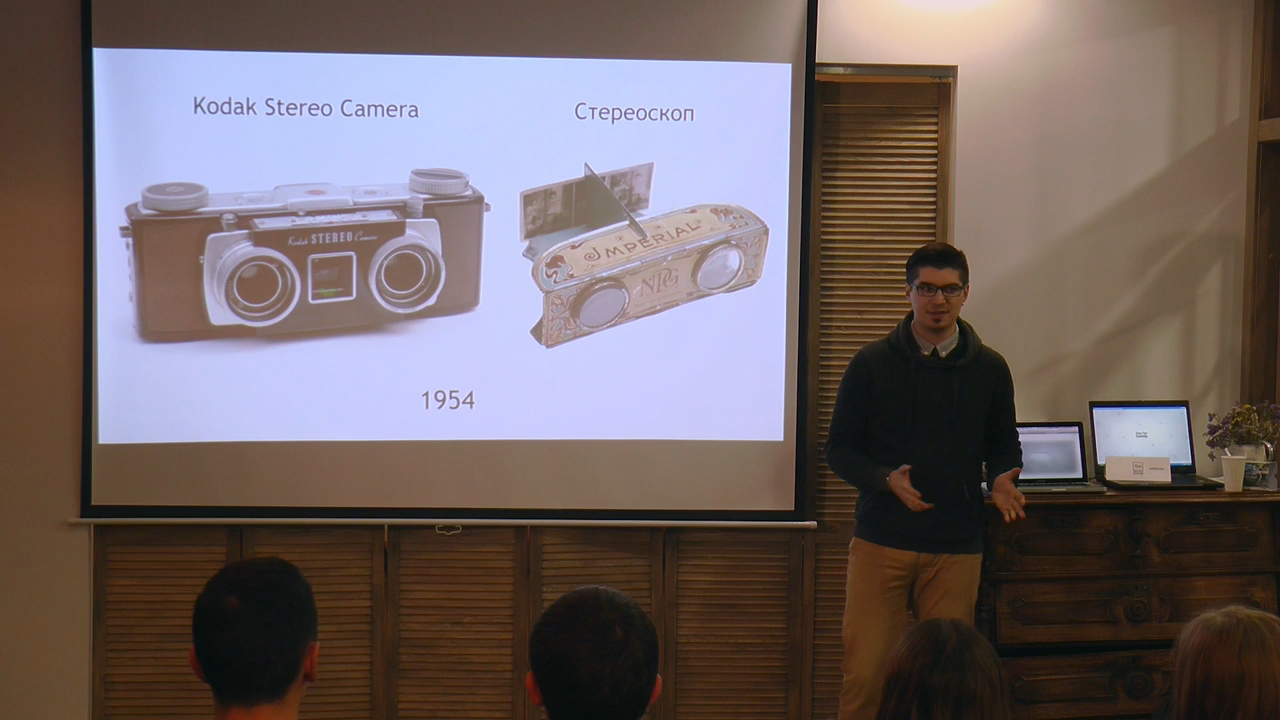 Kodak Stereo Camera
Стереоскоп
Kodak STEREO Camera
IMPERIAL
NPG
1954